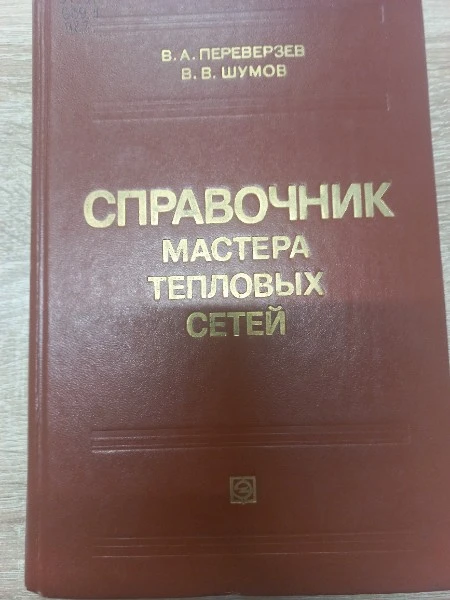 В. А. ПЕРЕВЕРЗЕВ
В. В. ШУМОВ
СПРАВОЧНИК
МАСТЕРА
ТЕПЛОВЫХ
СЕТЕЙ